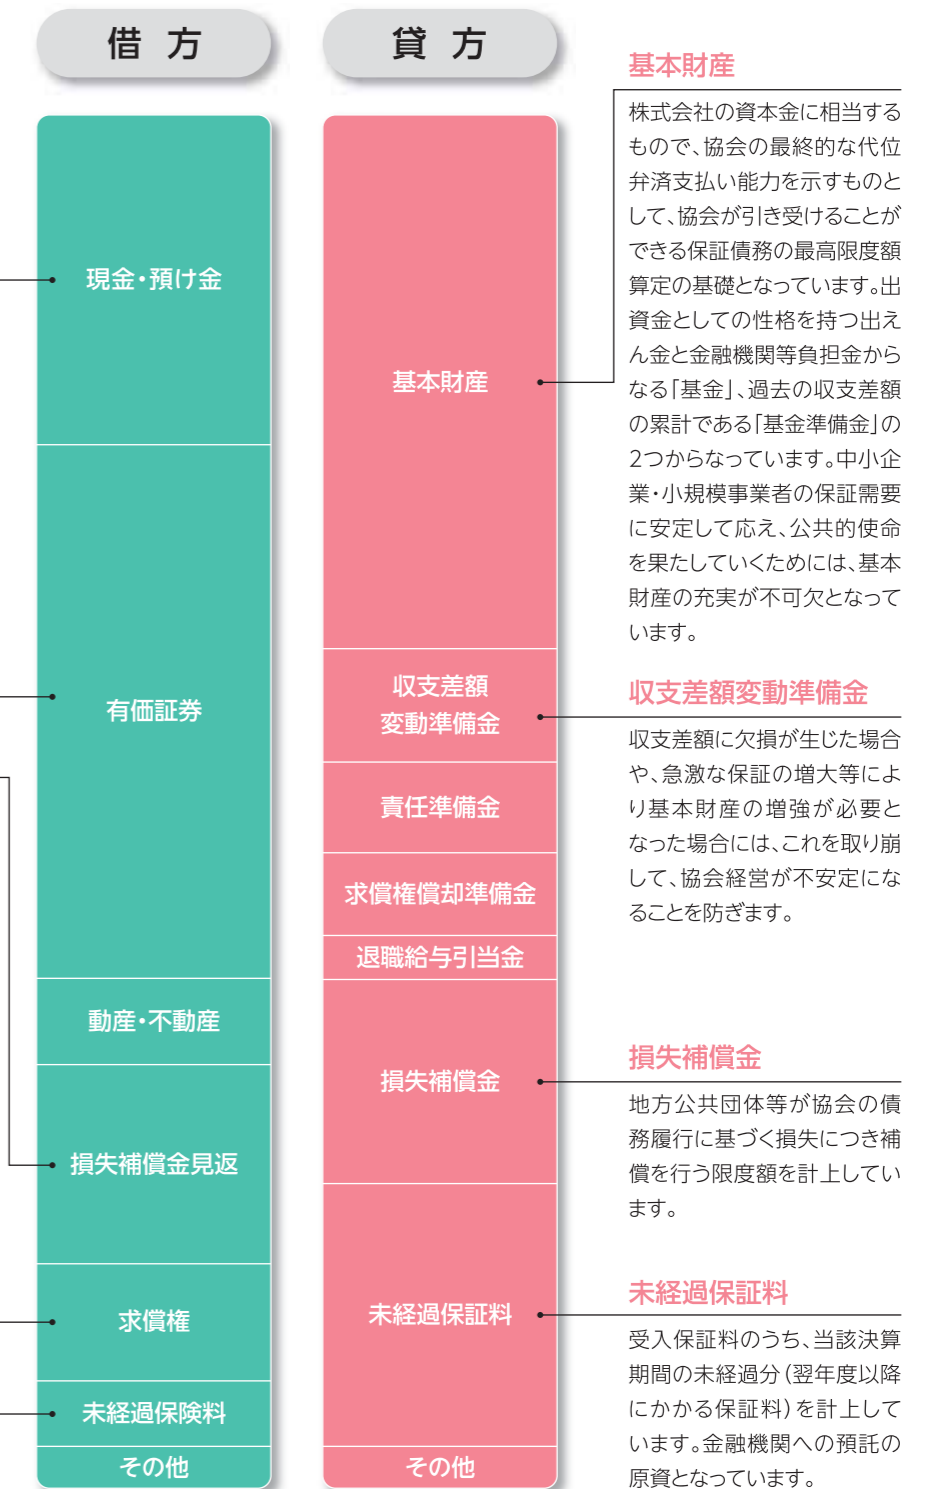 借方
現金・預け金
有価証券
動産・不動産
損失補償金見返
求償権
未経過保険料
その他
貸方
基本財産
収支差額
変動準備金
責任準備金
求償権償却準備金
退職給与引当金
損失補償金
未経過保証料
その他
基本財産
株式会社の資本金に相当する
もので、協会の最終的な代位
弁済支払い能力を示すものと
して、協会が引き受けることが
できる保証債務の最高限度額
算定の基礎となっています。出
資金としての性格を持つ出え
ん金と金融機関等負担金から
なる「基金」、過去の収支差額
の累計である「基金準備金」の
2つからなっています。中小企
業・小規模事業者の保証需要
に安定して応え、公共的使命
を果たしていくためには、基本
財産の充実が不可欠となって
います。
収支差額変動準備金
収支差額に欠損が生じた場合
や、急激な保証の増大等によ
り基本財産の増強が必要と
なった場合には、これを取り崩
して、協会経営が不安定にな
ることを防ぎます。
損失補償金
地方公共団体等が協会の債
務履行に基づく損失につき補
償を行う限度額を計上してい
ます。
未経過保証料
受入保証料のうち、当該決算
期間の未経過分(翌年度以降
にかかる保証料)を計上して
います。金融機関への預託の
原資となっています。